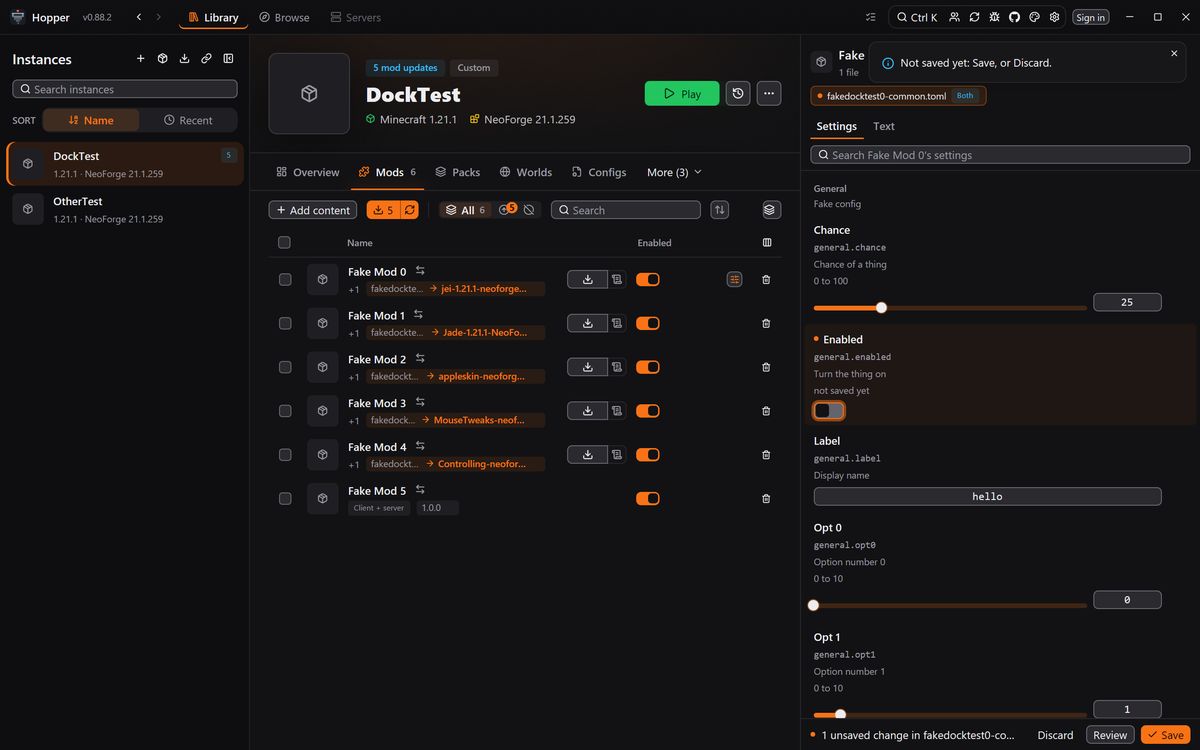 Hopper v0.88.2 Library Browse Servers Ctrl K Sign in
Instances
Search instances
SORT Name Recent
DockTest 5
1.21.1 · NeoForge 21.1.259
OtherTest
1.21.1 · NeoForge 21.1.259
5 mod updates Custom
DockTest
Minecraft 1.21.1 NeoForge 21.1.259
Play
Overview Mods 6 Packs Worlds Configs More (3)
Add content 5 All 6 5 Search
Name Enabled
Fake Mod 0
+1 fakedockte... → jei-1.21.1-neoforge...
Fake Mod 1
+1 fakedockte... → Jade-1.21.1-NeoFo...
Fake Mod 2
+1 fakedockt... → appleskin-neoforg...
Fake Mod 3
+1 fakedock... → MouseTweaks-neof...
Fake Mod 4
+1 fakedockt... → Controlling-neofor...
Fake Mod 5
Client + server 1.0.0
Fake
1 file
Not saved yet: Save, or Discard.
fakedocktest0-common.toml Both
Settings Text
Search Fake Mod 0's settings
General
Fake config
Chance
general.chance
Chance of a thing
0 to 100
25
Enabled
general.enabled
Turn the thing on
not saved yet
Label
general.label
Display name
hello
Opt 0
general.opt0
Option number 0
0 to 10
0
Opt 1
general.opt1
Option number 1
0 to 10
1
1 unsaved change in fakedocktest0-co... Discard Review Save